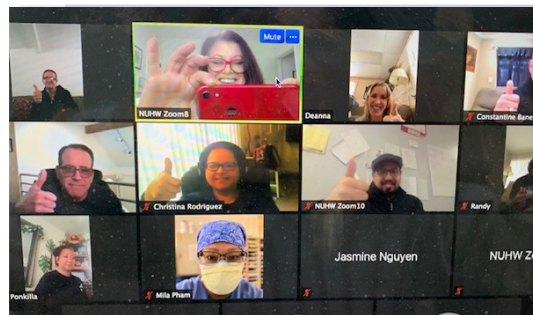 Mute
NUHW Zoom8
Deanna
Constantine Bane
Christina Rodriguez
NUHW Zoom10
Randy
Ponkilla
Mila Pham
Jasmine Nguyen
NUHW Z